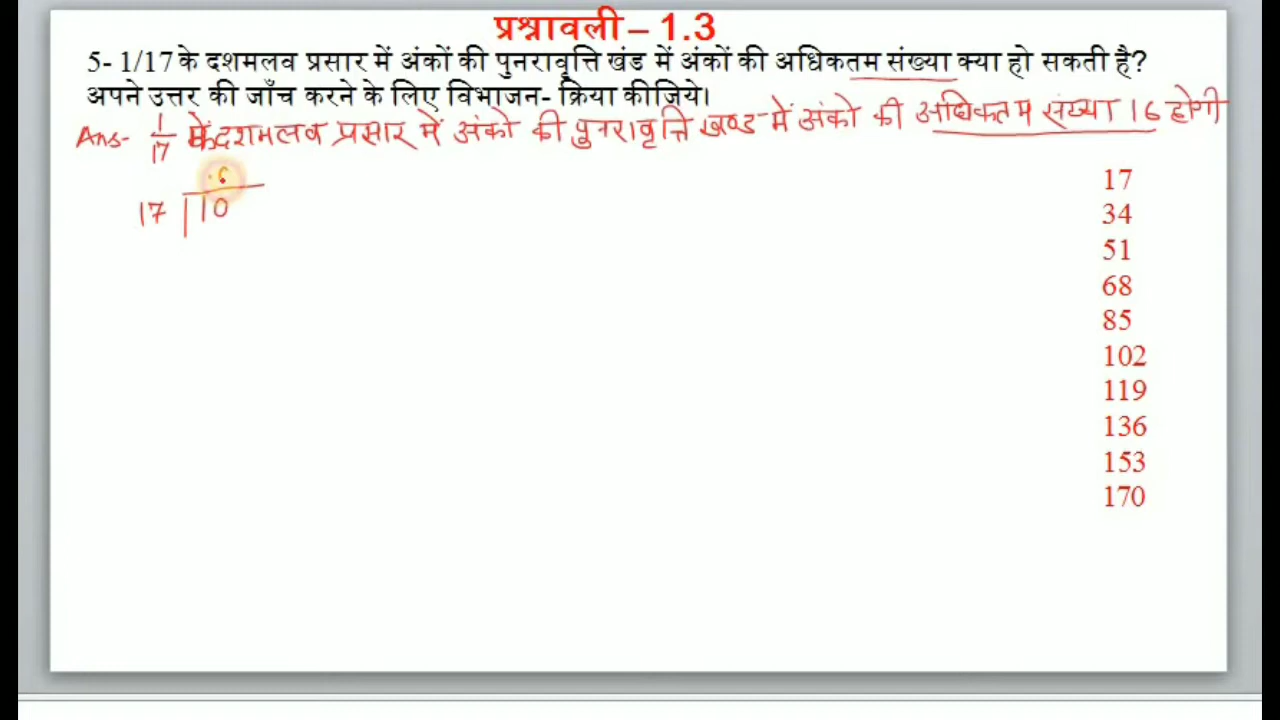 प्रश्नावली – 1.3
5- 1/17 के दशमलव प्रसार में अंकों की पुनरावृत्ति खंड में अंकों की अधिकतम संख्या क्या हो सकती है?
अपने उत्तर की जाँच करने के लिए विभाजन- क्रिया कीजिये।
Ans- 1/17 के दशमलव प्रसार में अंको की पुनरावृत्ति खण्ड में अंको की अधिकतम संख्या 16 होगी
17 | 10
17
34
51
68
85
102
119
136
153
170